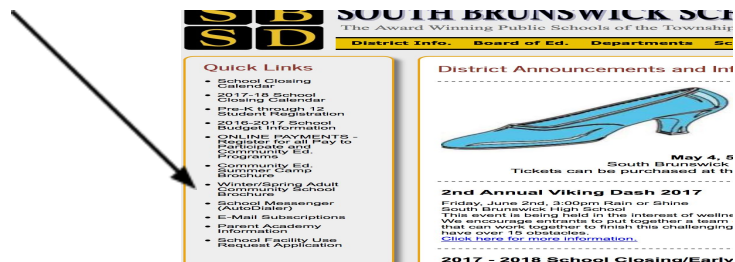 SB
SD
SOUTH BRUNSWICK
The Award Winning Public Schools of the Township
District Info. Board of Ed. Departments
Quick Links
School Closing
Calendar
2017-18 School
Closing Calendar
Pre-K through 12
Student Registration
2016-2017 School
Budget Information
ONLINE PAYMENTS -
Register for all Pay to
Participate and
Community Ed.
Programs
Community Ed.
Summer Camp
Brochure
Winter/Spring Adult
Community School
Brochure
School Messenger
(AutoDialer)
E-Mail Subscriptions
Parent Academy
Information
School Facility Use
Request Application
District Announcements and
May 4, 5
South Brunswick
Tickets can be purchased at
2nd Annual Viking Dash 2017
Friday, June 2nd, 3:00pm Rain or Shine
South Brunswick High School
This event is being held in the interest of
We encourage entrants to put together a team
that can work together to finish this challenging
have over 15 obstacles.
Click here for more information.
2017 - 2018 School Closing/Early